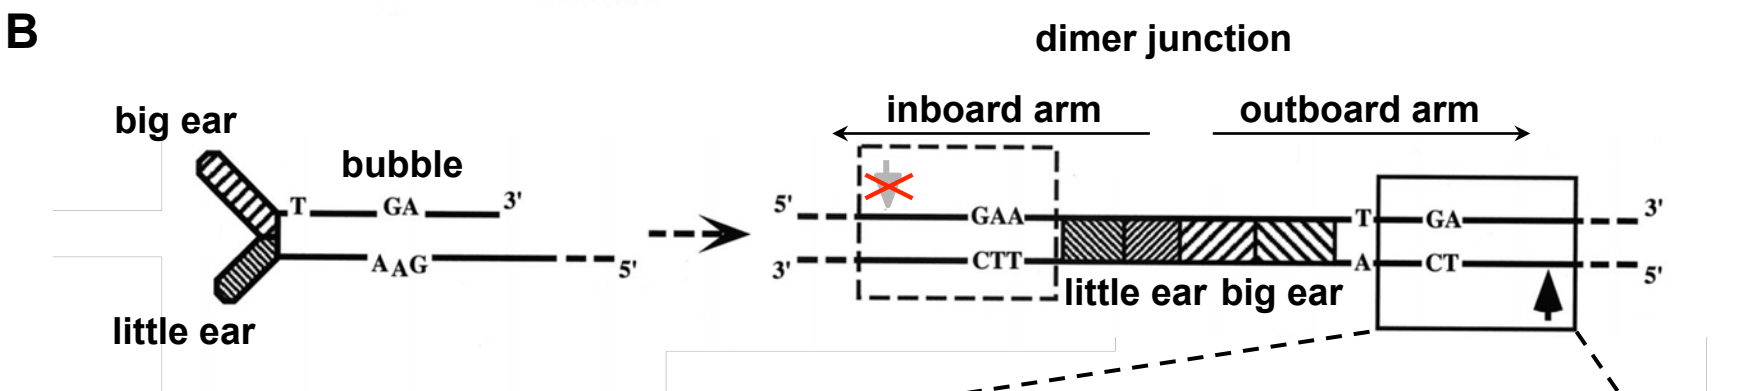 B
dimer junction
inboard arm outboard arm
big ear
bubble
T GA 3'
A A G 5'
little ear
5' GAA T GA 3'
3' CTT A CT 5'
little ear big ear